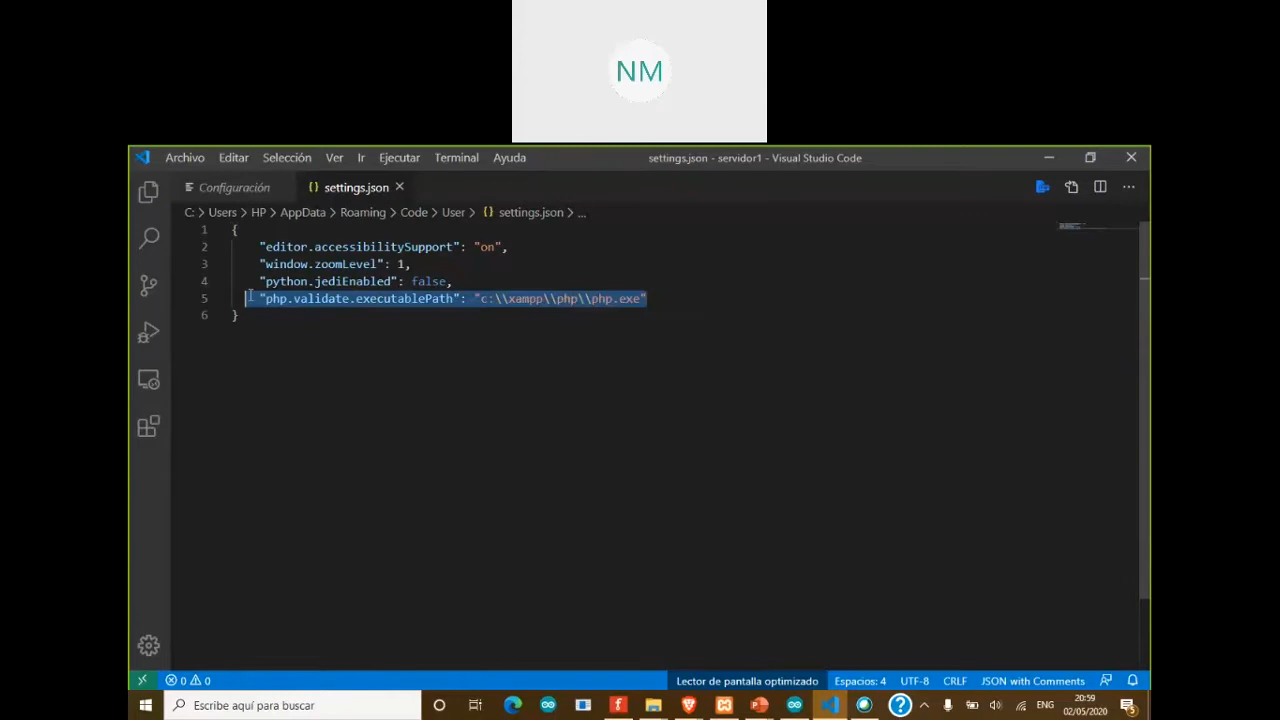 NM
Archivo Editar Selección Ver Ir Ejecutar Terminal Ayuda settings.json - servidor1 - Visual Studio Code
Configuración {} settings.json
C: > Users > HP > AppData > Roaming > Code > User > {} settings.json > ...
1 {
2 "editor.accessibilitySupport": "on",
3 "window.zoomLevel": 1,
4 "python.jediEnabled": false,
5 "php.validate.executablePath": "c:\\xampp\\php\\php.exe"
6 }
0 0 Lector de pantalla optimizado Espacios: 4 UTF-8 CRLF JSON with Comments
Escribe aquí para buscar ENG 20:59
02/05/2020 5